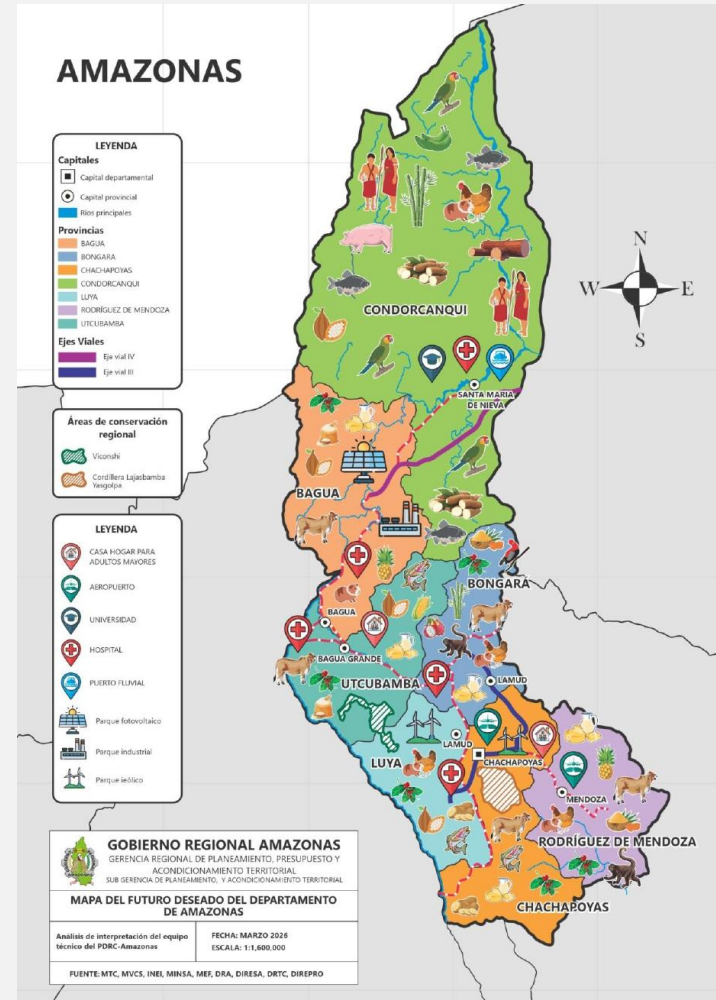 AMAZONAS
LEYENDA
Capitales
Capital departamental
Capital provincial
Ríos principales
Provincias
BAGUA
BONGARA
CHACHAPOYAS
CONDORCANQUI
LUYA
RODRÍGUEZ DE MENDOZA
UTCUBAMBA
Ejes Viales
Eje vial IV
Eje vial III
Áreas de conservación
regional
Viconshi
Cordillera Lajasbamba
Yasgolpa
LEYENDA
CASA HOGAR PARA
ADULTOS MAYORES
AEROPUERTO
UNIVERSIDAD
HOSPITAL
PUERTO FLUVIAL
Parque fotovoltaico
Parque industrial
Parque ieólico
N
W
E
S
CONDORCANQUI
SANTA MARIA
DE NIEVA
BAGUA
BONGARA
BAGUA
BAGUA GRANDE
UTCUBAMBA
LAMUD
LAMUD
LUYA
CHACHAPOYAS
MENDOZA
RODRÍGUEZ DE MENDOZA
CHACHAPOYAS
GOBIERNO REGIONAL AMAZONAS
GERENCIA REGIONAL DE PLANEAMIENTO, PRESUPUESTO Y
ACONDICIONAMIENTO TERRITORIAL
SUB GERENCIA DE PLANEAMIENTO, Y ACONDICIONAMIENTO TERRITORIAL
MAPA DEL FUTURO DESEADO DEL DEPARTAMENTO
DE AMAZONAS
Análisis de interpretación del equipo
técnico del PDRC-Amazonas
FECHA: MARZO 2026
ESCALA: 1:1,600,000
FUENTE: MTC, MVCS, INEI, MINSA, MEF, DRA, DIRESA, DRTC, DIREPRO